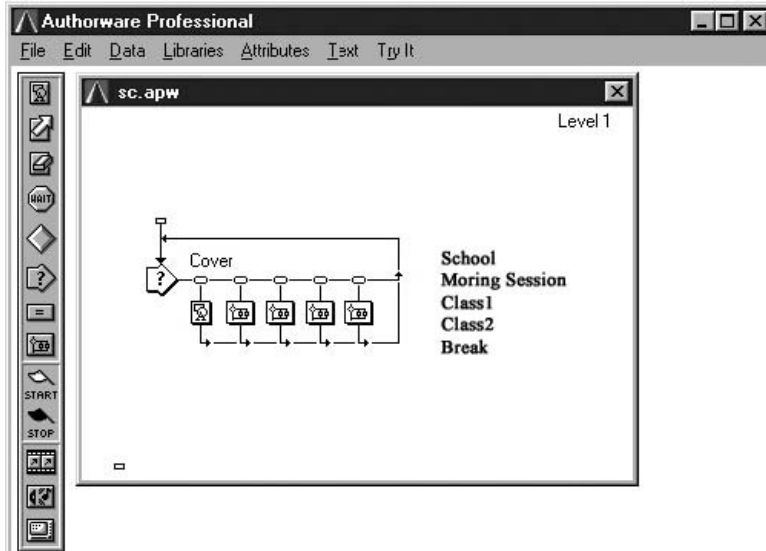 Authorware Professional
File Edit Data Libraries Attributes Text Try It
sc.apw
Level 1
WAIT
Cover
?
?
=
School
Moring Session
Class1
Class2
Break
START
STOP